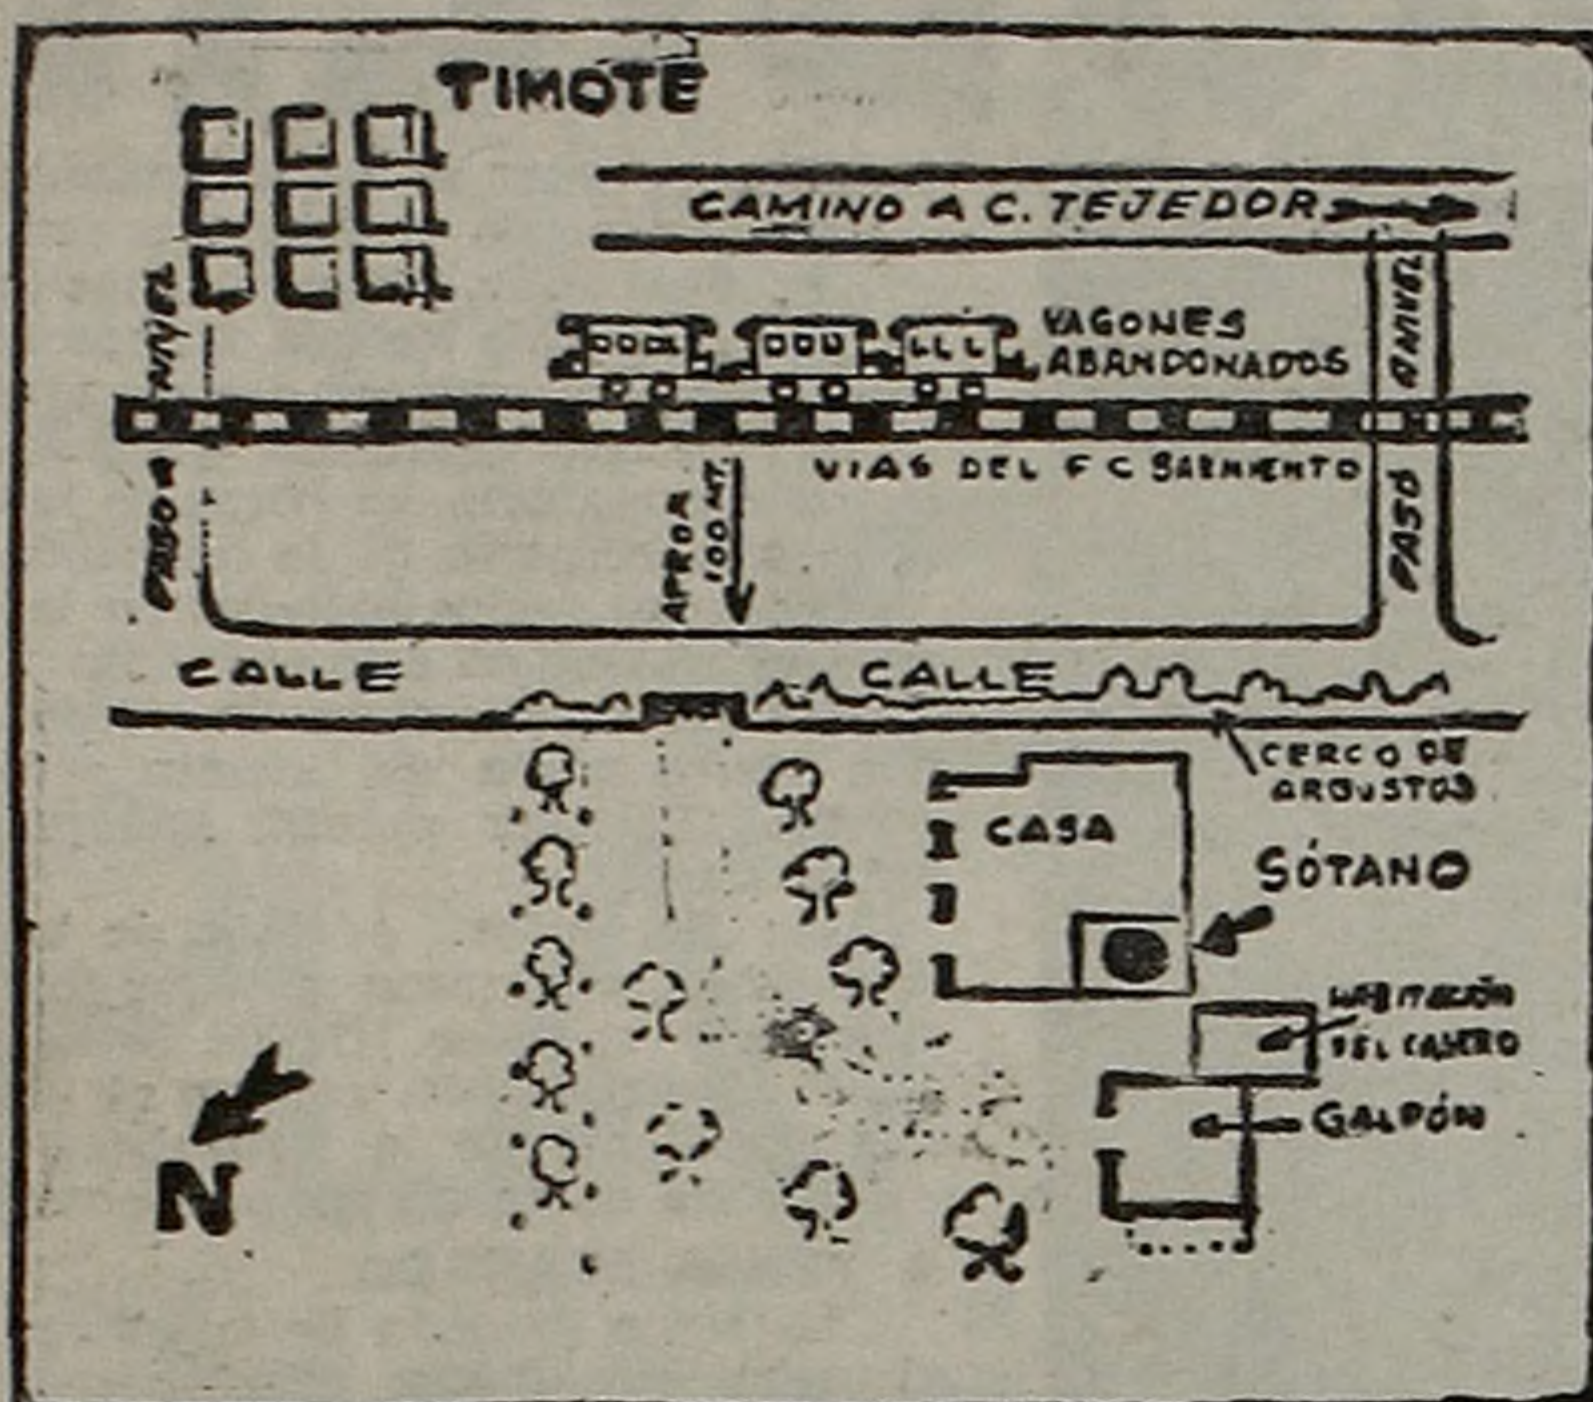 TIMOTE
CAMINO A C. TEJEDOR
PASO A NIVEL
VAGONES
ABANDONADOS
PASO A NIVEL
VIAS DEL F C SARMIENTO
APROX
100 MT.
CALLE
CALLE
CERCO DE
ARBUSTOS
CASA
SÓTANO
HABITACIÓN
DEL CASERO
GALPÓN
N